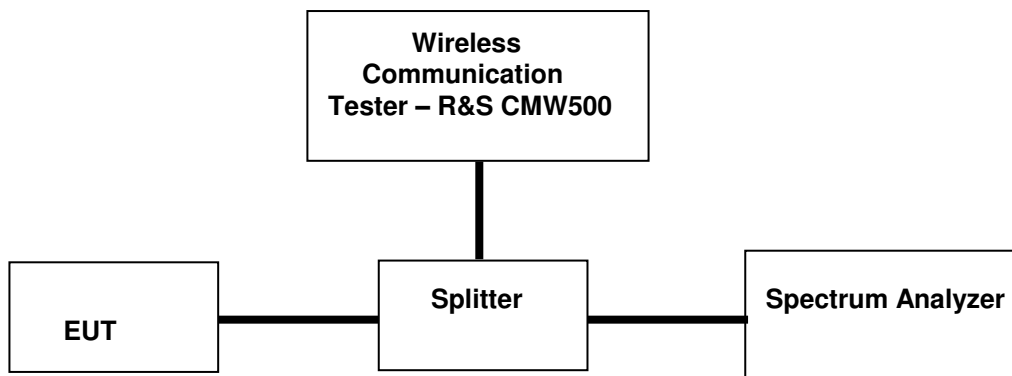 Wireless
Communication
Tester – R&S CMW500
Splitter
Spectrum Analyzer
EUT